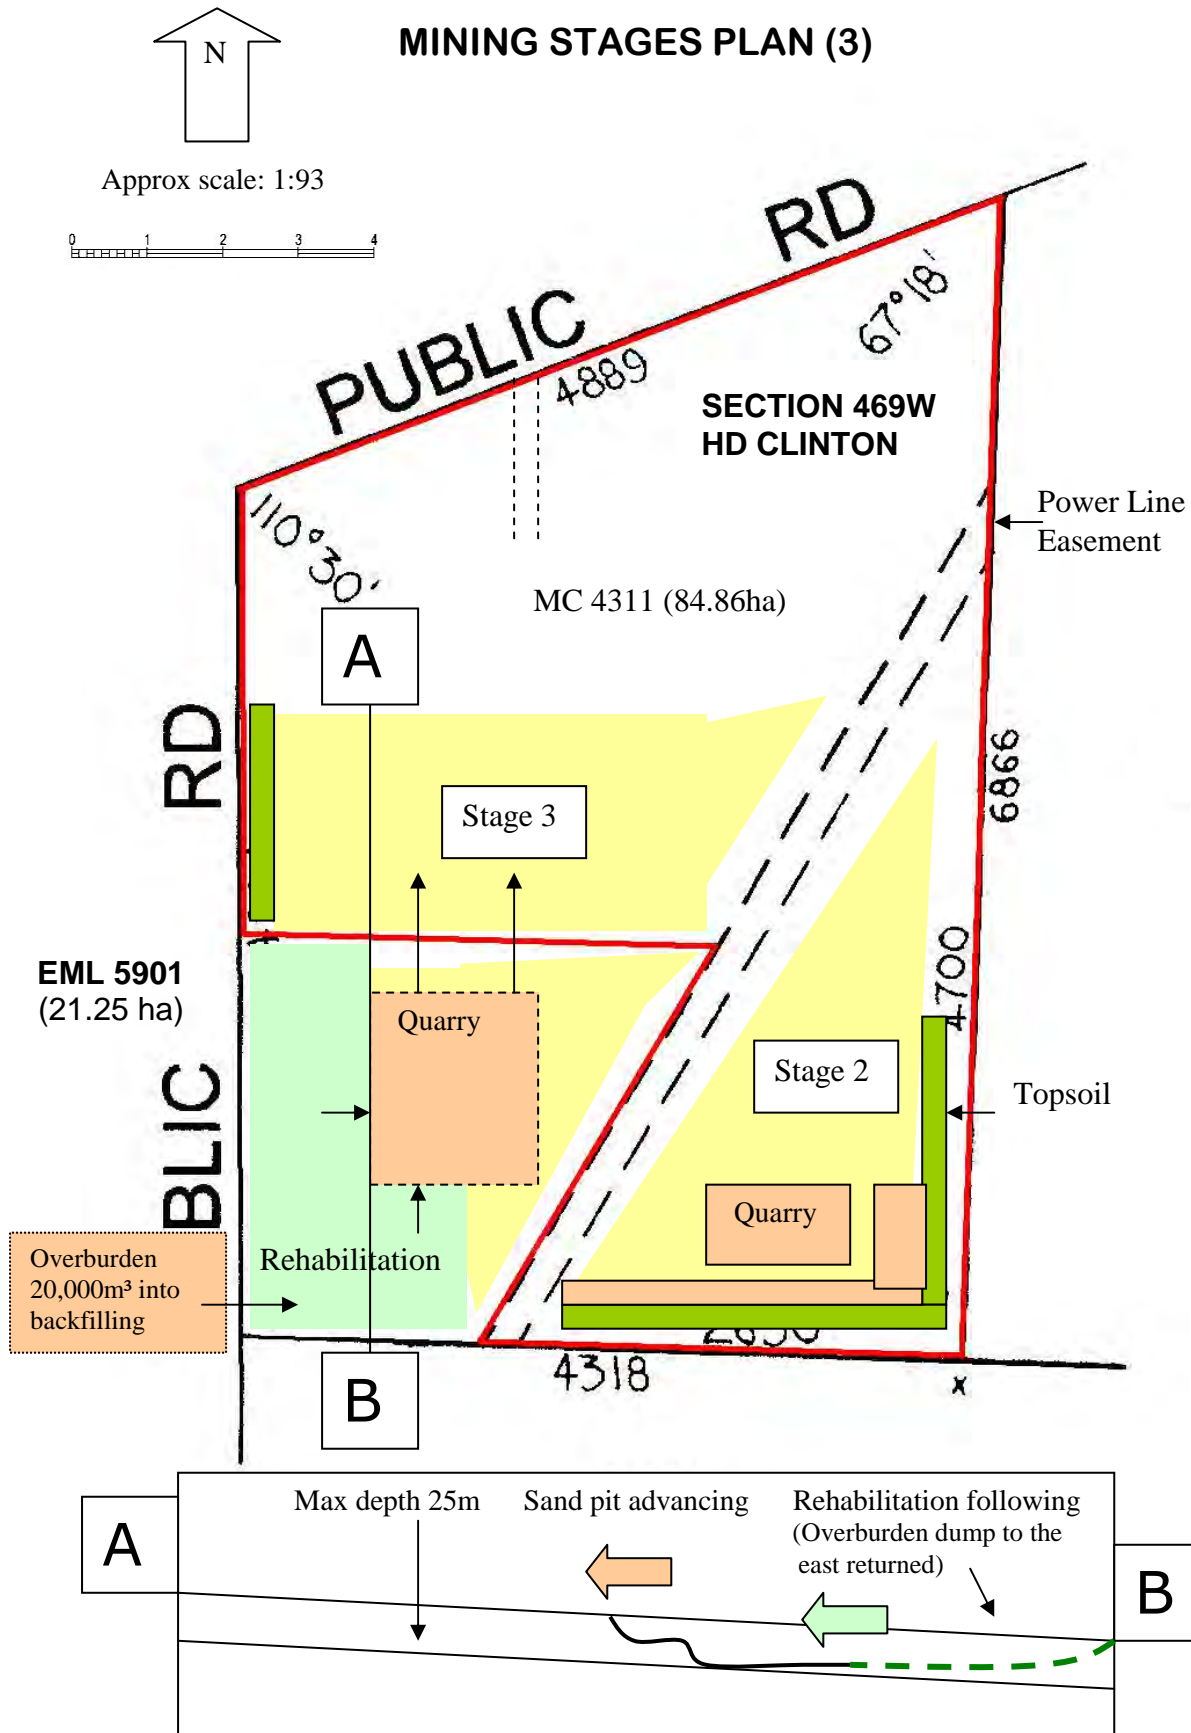 MINING STAGES PLAN (3)
N
Approx scale: 1:93
0 1 2 3 4
PUBLIC RD
4889
67°18'
SECTION 469W
HD CLINTON
110°30'
Power Line
Easement
MC 4311 (84.86ha)
A
RD
6866
Stage 3
EML 5901
(21.25 ha)
4700
Quarry
Stage 2
Topsoil
BLIC
Quarry
Overburden
20,000m³ into
backfilling
Rehabilitation
4318
x
B
Max depth 25m
Sand pit advancing
Rehabilitation following
(Overburden dump to the
east returned)
A
B